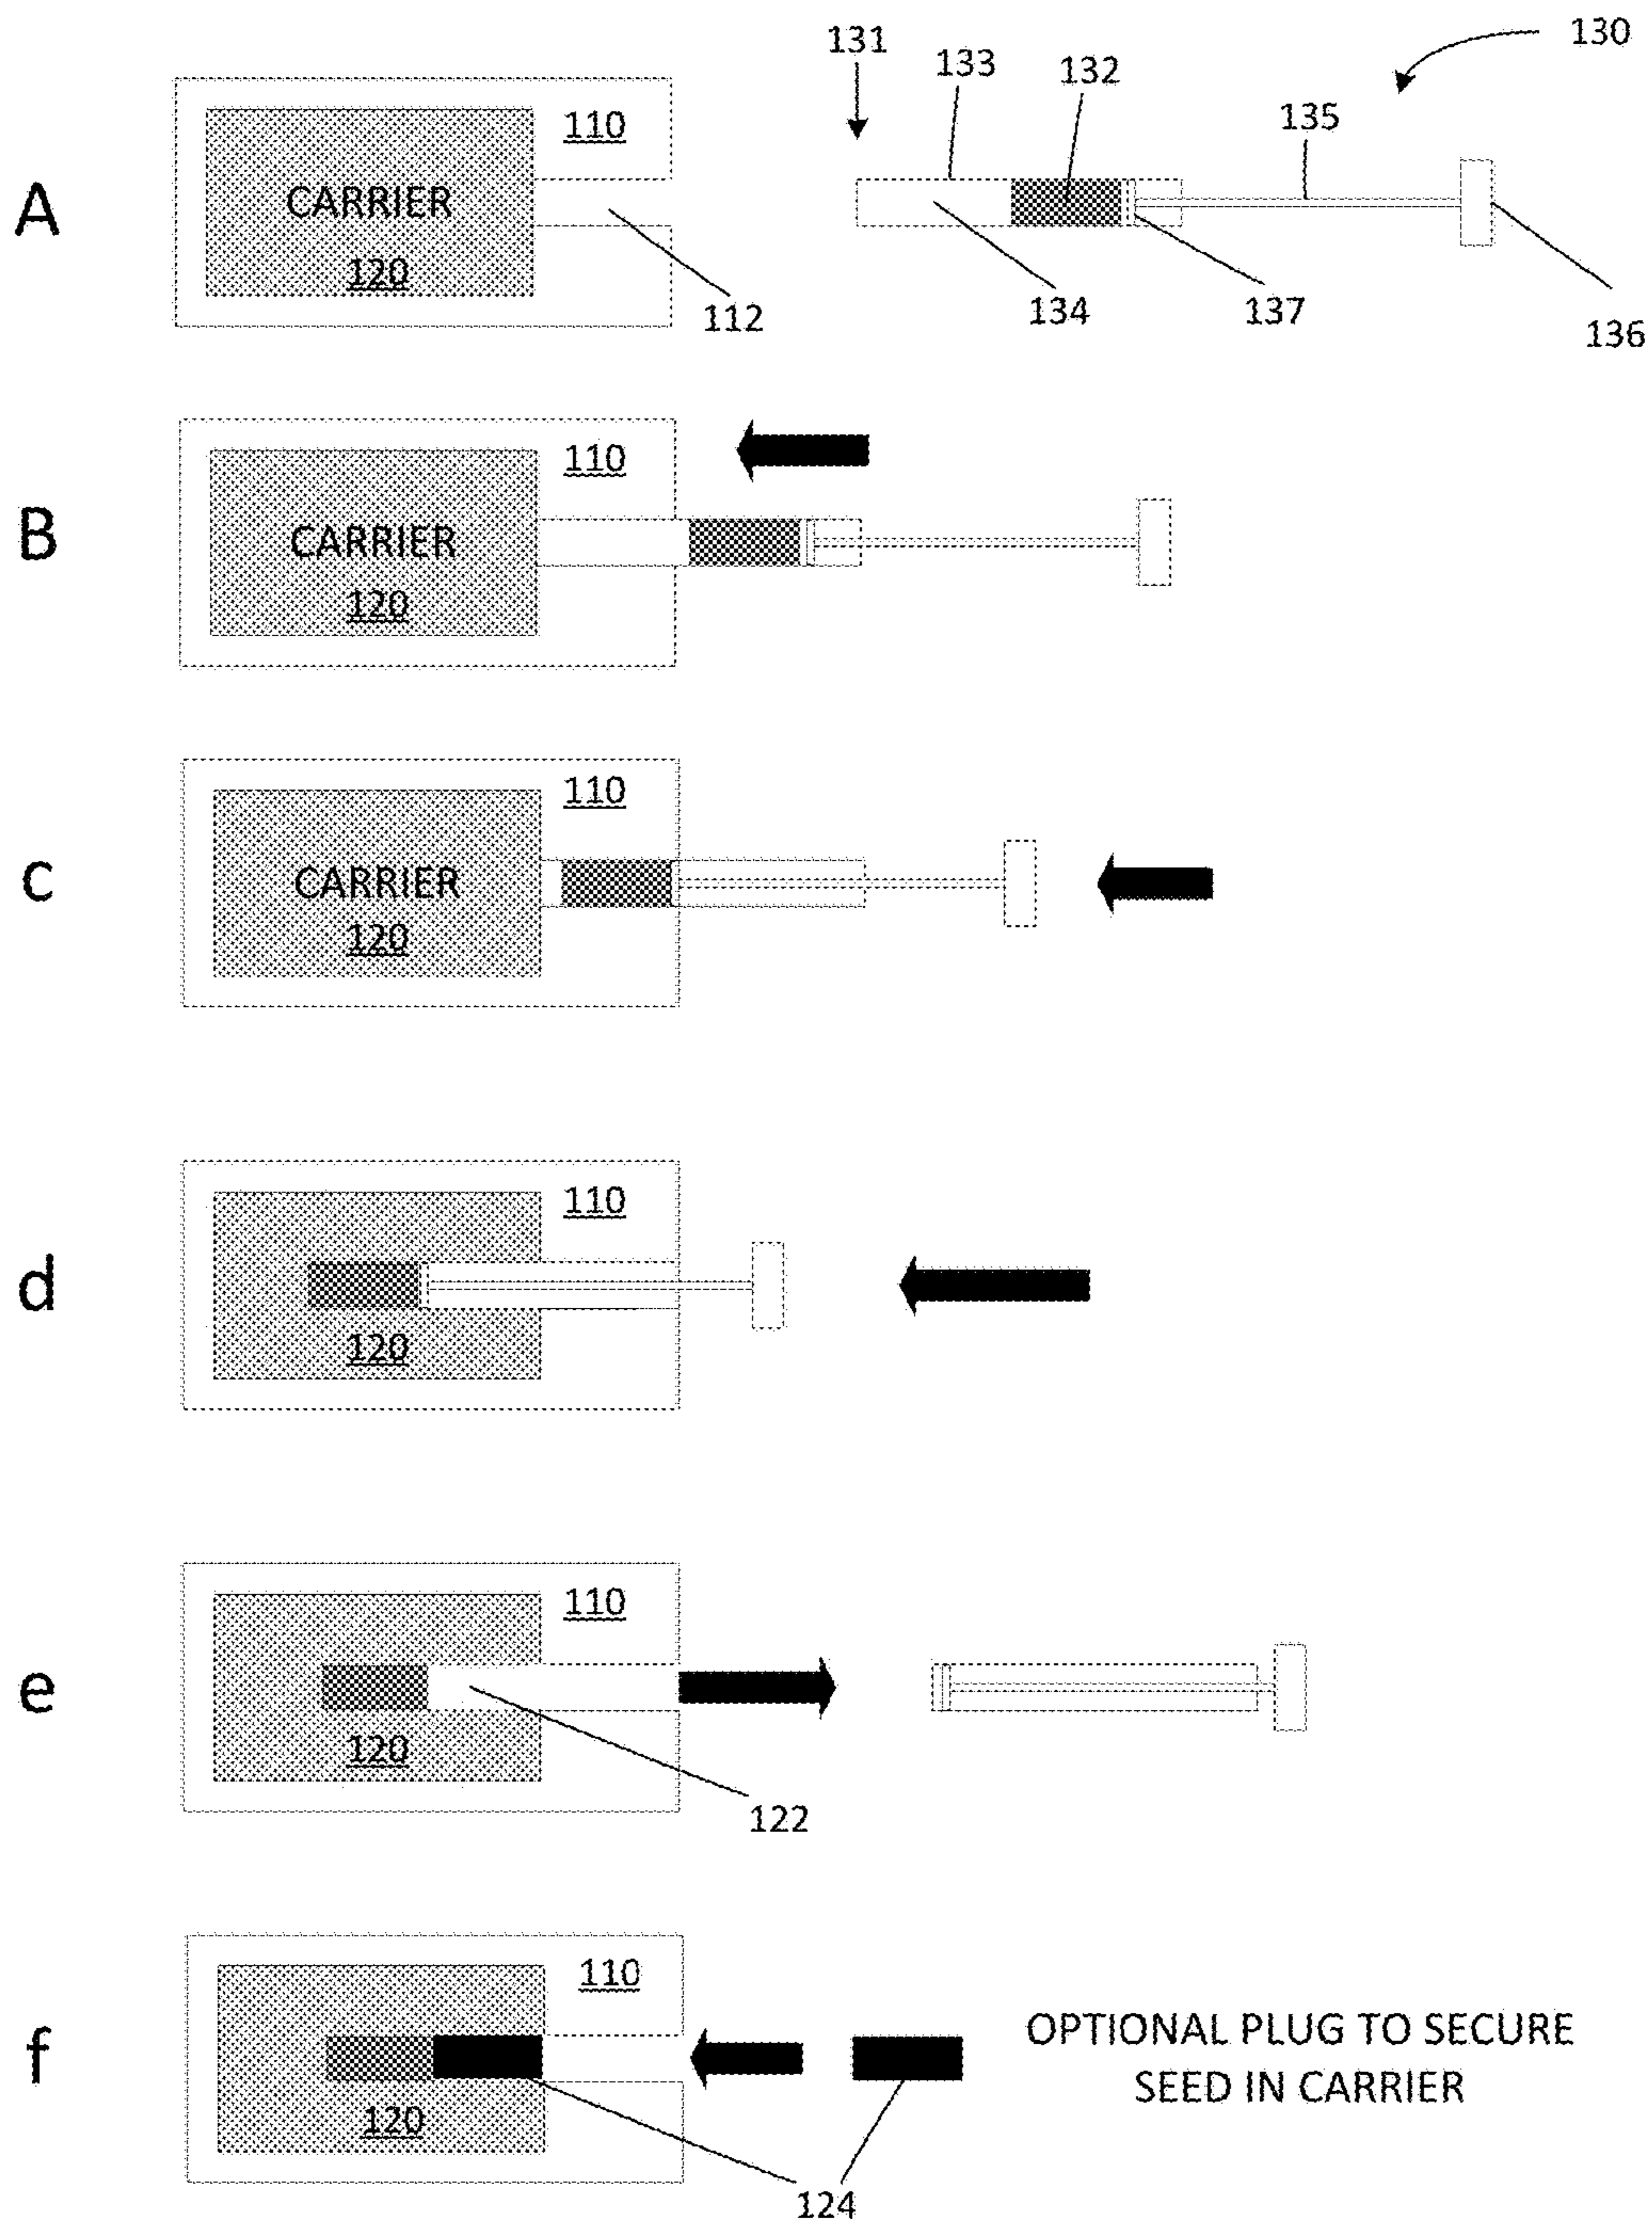 131
133
132
130
135
110
A
CARRIER
120
112
134
137
136
110
B
CARRIER
120
110
c
CARRIER
120
110
d
120
110
e
120
122
110
f
OPTIONAL PLUG TO SECURE
SEED IN CARRIER
120
124